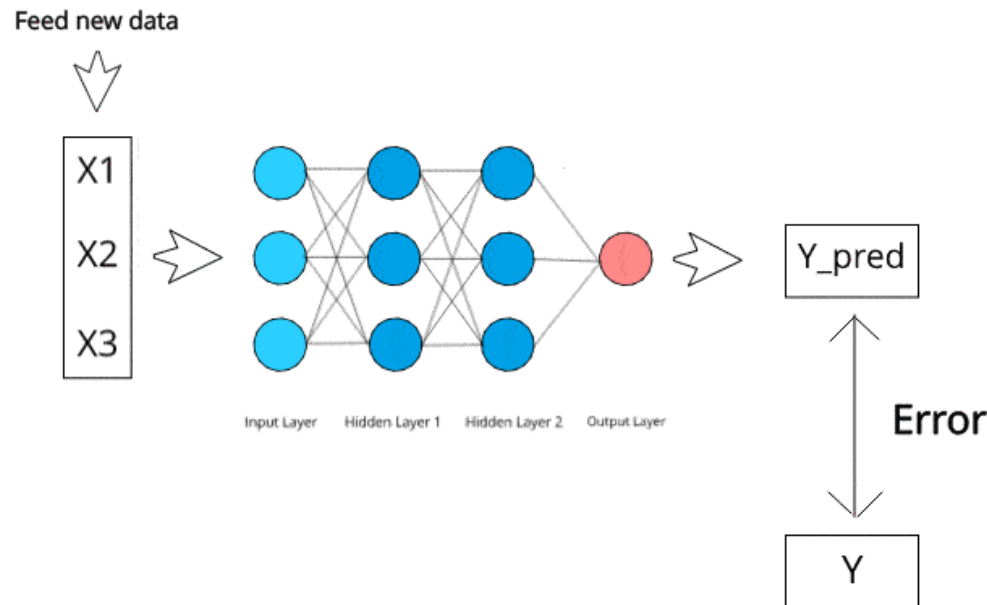 Feed new data
X1
X2
X3
Input Layer
Hidden Layer 1
Hidden Layer 2
Output Layer
Y_pred
Error
Y